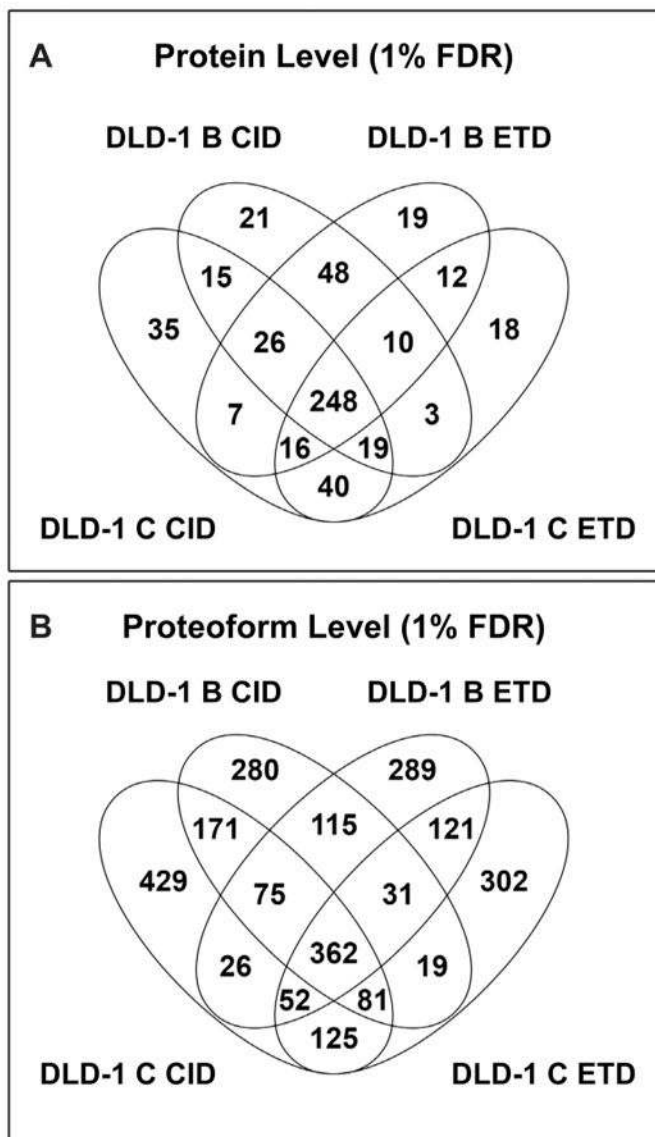 A Protein Level (1% FDR)
DLD-1 B CID DLD-1 B ETD
21 19
15 48 12
35 26 10 18
7 248 3
16 19
40
DLD-1 C CID DLD-1 C ETD
B Proteoform Level (1% FDR)
DLD-1 B CID DLD-1 B ETD
280 289
171 115 121
429 75 31 302
26 362 19
52 81
125
DLD-1 C CID DLD-1 C ETD